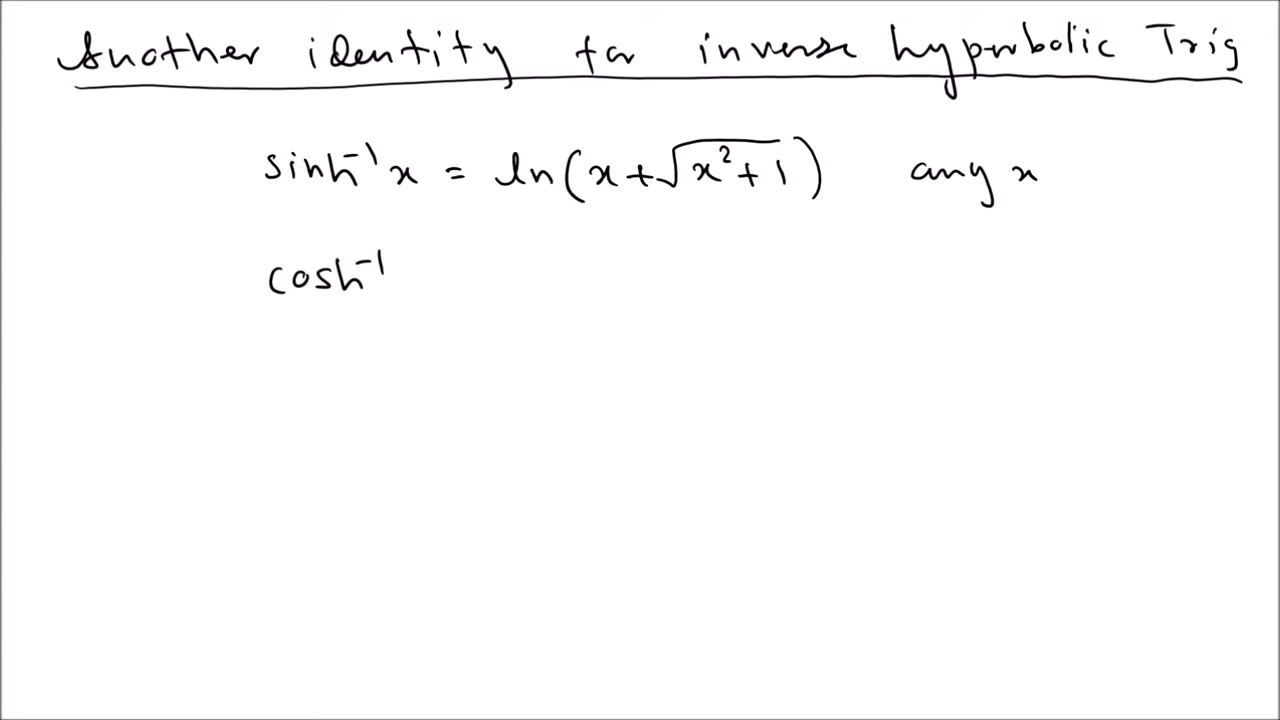 Another identity for inverse hyperbolic Trig
sinh⁻¹x = ln(x+√(x²+1)) any x
cosh⁻¹